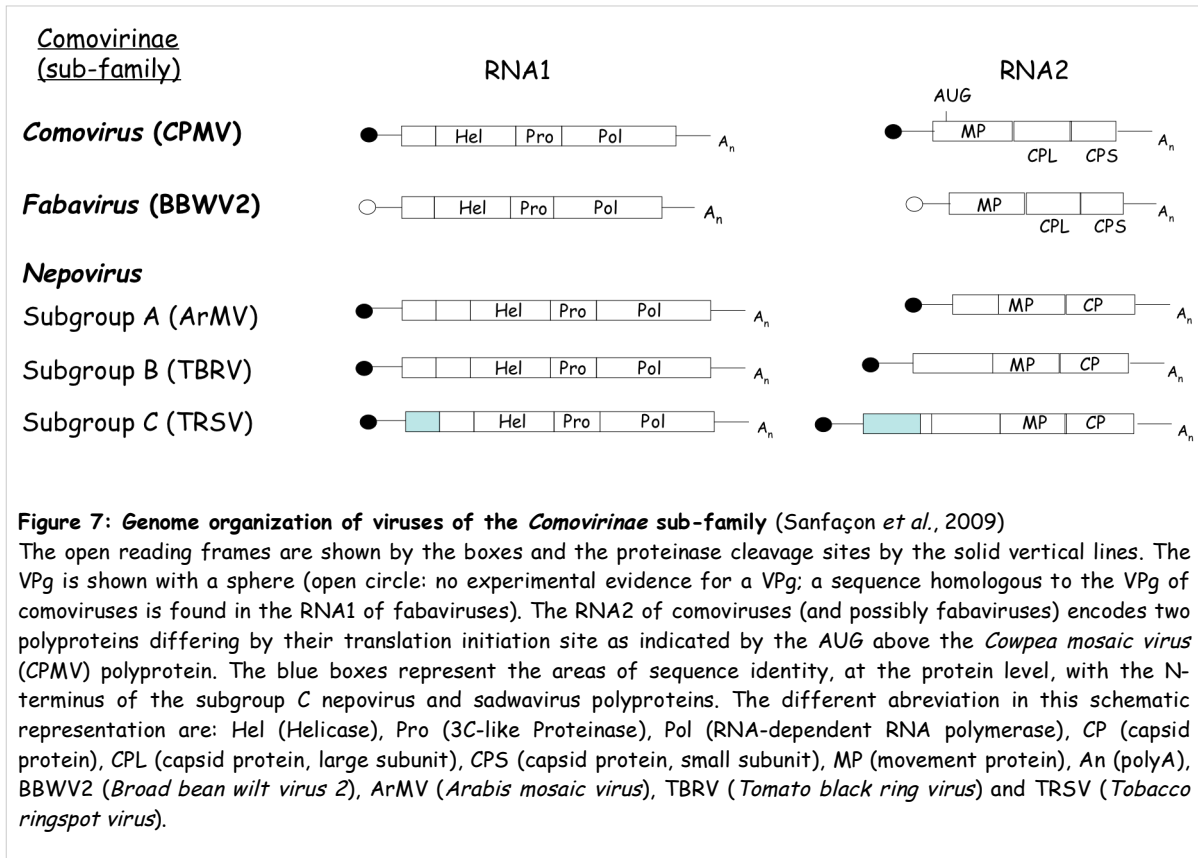 Comovirinae
(sub-family)
RNA1 RNA2
Comovirus (CPMV)
Hel Pro Pol An
AUG
MP An
CPL CPS
Fabavirus (BBWV2)
Hel Pro Pol An
MP An
CPL CPS
Nepovirus
Subgroup A (ArMV)
Hel Pro Pol An
MP CP An
Subgroup B (TBRV)
Hel Pro Pol An
MP CP An
Subgroup C (TRSV)
Hel Pro Pol An
MP CP An
Figure 7: Genome organization of viruses of the Comovirinae sub-family (Sanfaçon et al., 2009)
The open reading frames are shown by the boxes and the proteinase cleavage sites by the solid vertical lines. The
VPg is shown with a sphere (open circle: no experimental evidence for a VPg; a sequence homologous to the VPg of
comoviruses is found in the RNA1 of fabaviruses). The RNA2 of comoviruses (and possibly fabaviruses) encodes two
polyproteins differing by their translation initiation site as indicated by the AUG above the Cowpea mosaic virus
(CPMV) polyprotein. The blue boxes represent the areas of sequence identity, at the protein level, with the N-
terminus of the subgroup C nepovirus and sadwavirus polyproteins. The different abreviation in this schematic
representation are: Hel (Helicase), Pro (3C-like Proteinase), Pol (RNA-dependent RNA polymerase), CP (capsid
protein), CPL (capsid protein, large subunit), CPS (capsid protein, small subunit), MP (movement protein), An (polyA),
BBWV2 (Broad bean wilt virus 2), ArMV (Arabis mosaic virus), TBRV (Tomato black ring virus) and TRSV (Tobacco
ringspot virus).